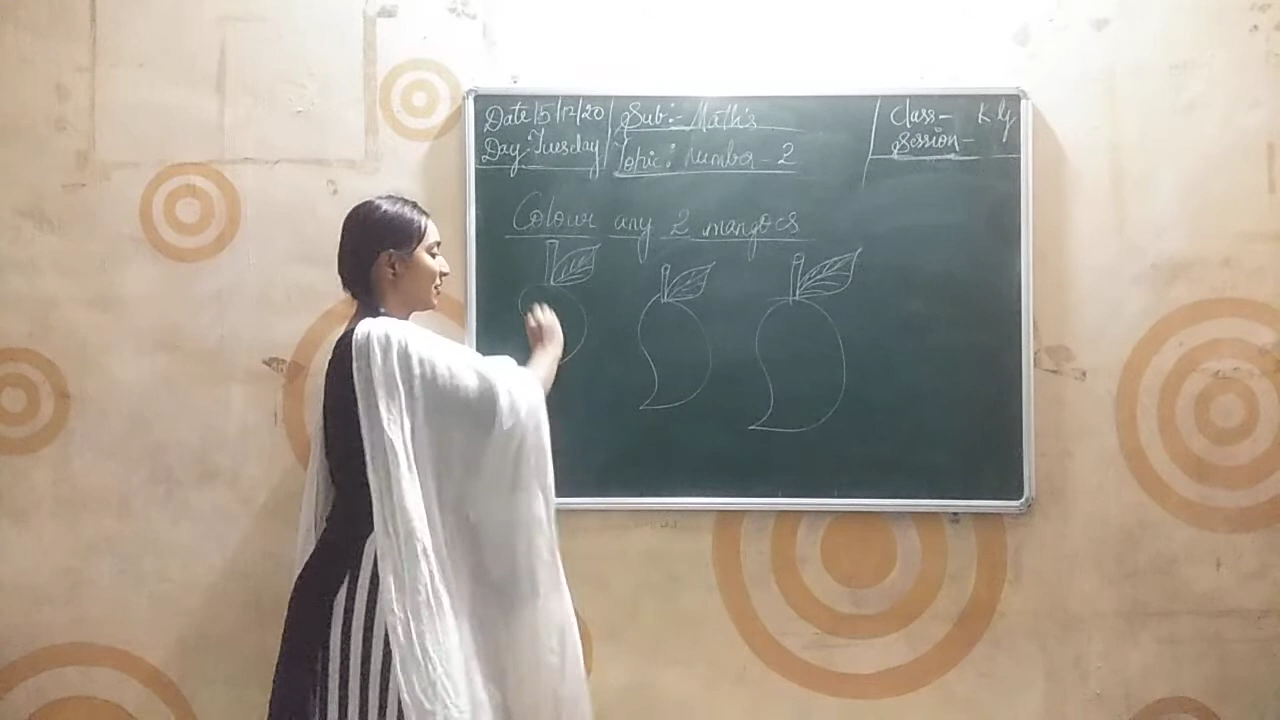 Date 15/12/20
Day: Tuesday
Sub:- Math's
Topic: Number - 2
Class- K G
Session-
Colour any 2 mangoes